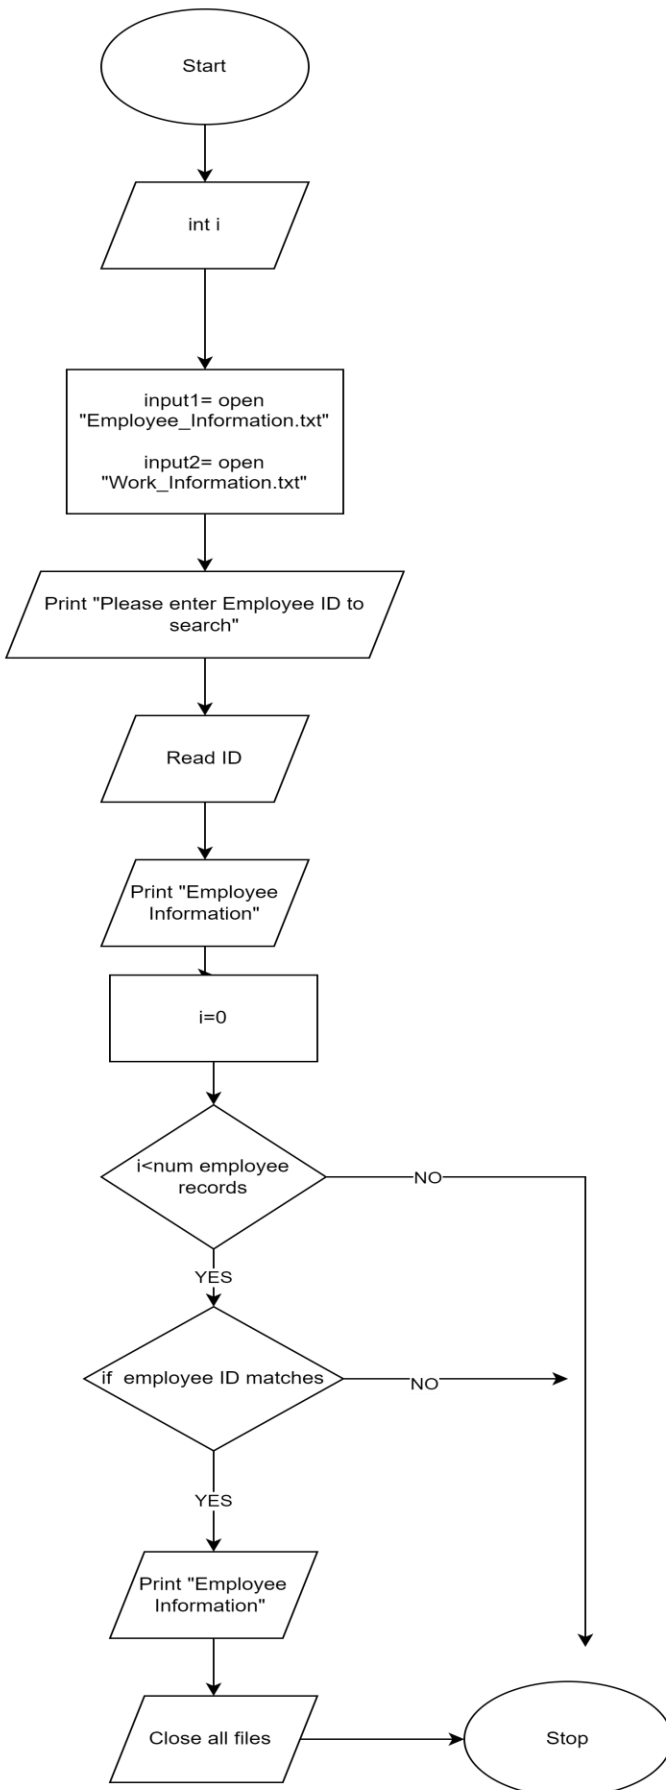 Start
int i
input1= open
"Employee_Information.txt"
input2= open
"Work_Information.txt"
Print "Please enter Employee ID to
search"
Read ID
Print "Employee
Information"
i=0
i<num employee
records
NO
YES
if employee ID matches
NO
YES
Print "Employee
Information"
Close all files
Stop